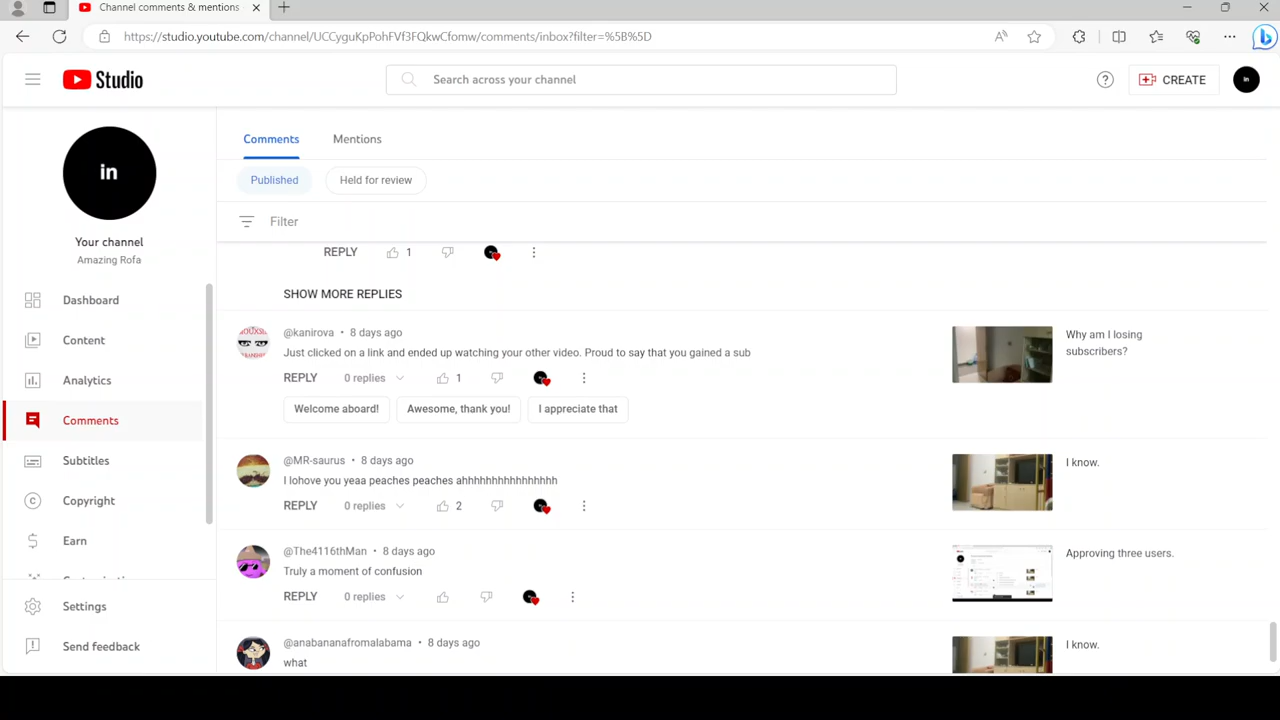 Channel comments & mentions
https://studio.youtube.com/channel/UCCyguKpPohFVf3FQkwCfomw/comments/inbox?filter=%5B%5D
Studio
Search across your channel
CREATE
in
in
Your channel
Amazing Rofa
Dashboard
Content
Analytics
Comments
Subtitles
Copyright
Earn
Settings
Send feedback
Comments Mentions
Published Held for review
Filter
REPLY 1
SHOW MORE REPLIES
@kanirova • 8 days ago
Just clicked on a link and ended up watching your other video. Proud to say that you gained a sub
REPLY 0 replies 1
Welcome aboard! Awesome, thank you! I appreciate that
Why am I losing
subscribers?
@MR-saurus • 8 days ago
I lohove you yeaa peaches peaches ahhhhhhhhhhhhhhhh
REPLY 0 replies 2
I know.
@The4116thMan • 8 days ago
Truly a moment of confusion
REPLY 0 replies
Approving three users.
@anabananafromalabama • 8 days ago
what
I know.